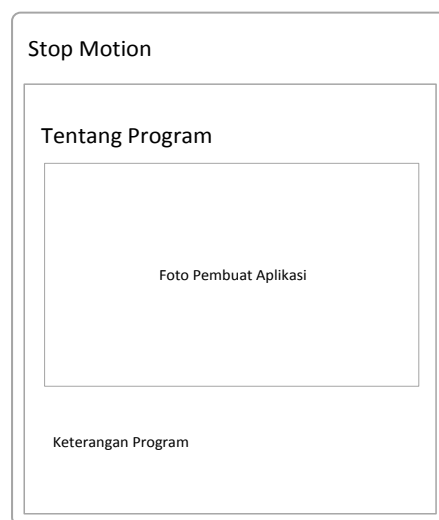 Stop Motion
Tentang Program
Foto Pembuat Aplikasi
Keterangan Program